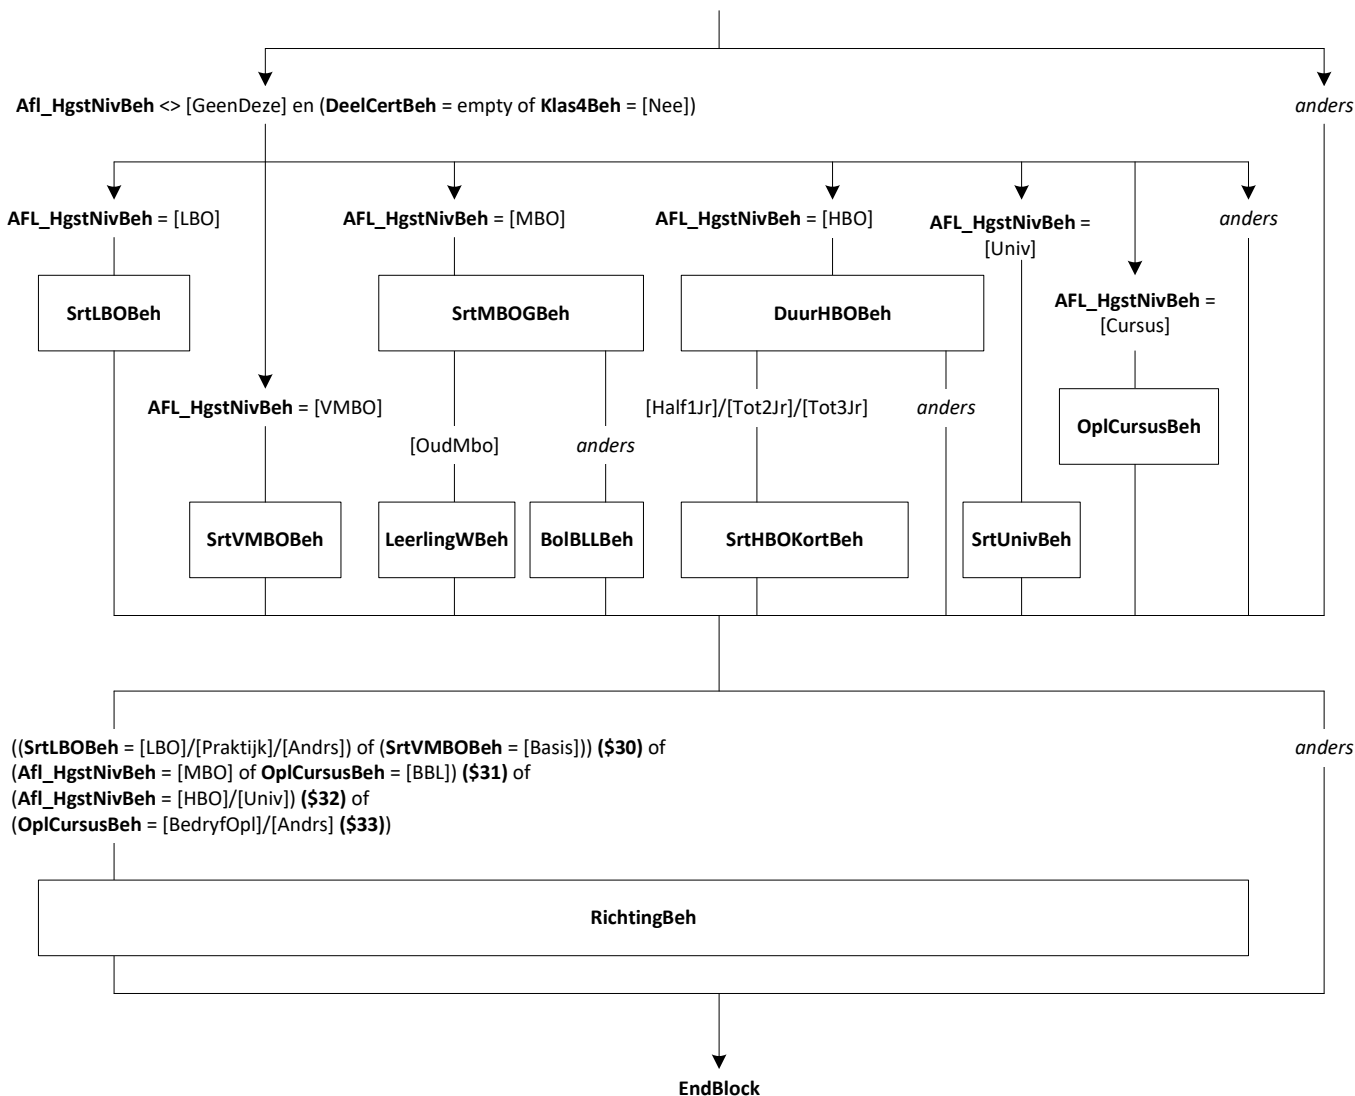 Afl_HgstNivBeh <> [GeenDeze] en (DeelCertBeh = empty of Klas4Beh = [Nee])
anders
AFL_HgstNivBeh = [LBO]
AFL_HgstNivBeh = [MBO]
AFL_HgstNivBeh = [HBO]
AFL_HgstNivBeh =
[Univ]
anders
SrtLBOBeh
SrtMBOGBeh
DuurHBOBeh
AFL_HgstNivBeh =
[Cursus]
AFL_HgstNivBeh = [VMBO]
[Half1Jr]/[Tot2Jr]/[Tot3Jr]
anders
OplCursusBeh
[OudMbo]
anders
SrtVMBOBeh
LeerlingWBeh
BolBLLBeh
SrtHBOKortBeh
SrtUnivBeh
((SrtLBOBeh = [LBO]/[Praktijk]/[Andrs]) of (SrtVMBOBeh = [Basis])) ($30) of
(Afl_HgstNivBeh = [MBO] of OplCursusBeh = [BBL]) ($31) of
(Afl_HgstNivBeh = [HBO]/[Univ]) ($32) of
(OplCursusBeh = [BedryfOpl]/[Andrs] ($33))
anders
RichtingBeh
EndBlock